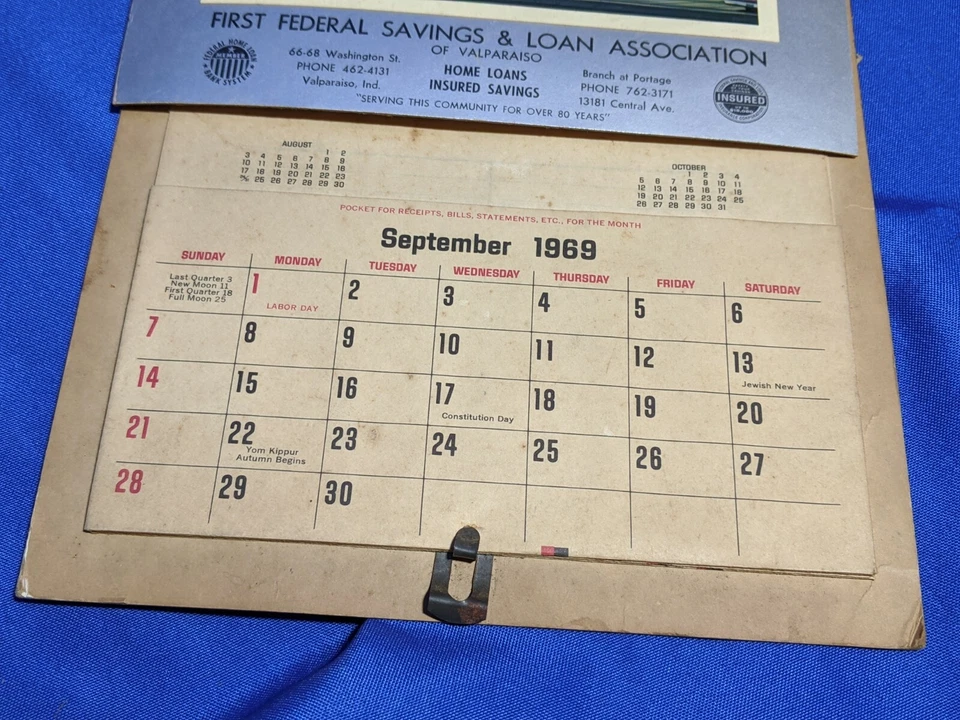 FIRST FEDERAL SAVINGS & LOAN ASSOCIATION
OF VALPARAISO
FEDERAL HOME LOAN
MEMBER
BANK SYSTEM
66-68 Washington St.
PHONE 462-4131
Valparaiso, Ind.
HOME LOANS
INSURED SAVINGS
Branch at Portage
PHONE 762-3171
13181 Central Ave.
INSURED
"SERVING THIS COMMUNITY FOR OVER 80 YEARS"
AUGUST
1 2
3 4 5 6 7 8 9
10 11 12 13 14 15 16
17 18 19 20 21 22 23
25 26 27 28 29 30
OCTOBER
1 2 3 4
5 6 7 8 9 10 11
12 13 14 15 16 17 18
19 20 21 22 23 24 25
26 27 28 29 30 31
POCKET FOR RECEIPTS, BILLS, STATEMENTS, ETC., FOR THE MONTH
September 1969
SUNDAY MONDAY TUESDAY WEDNESDAY THURSDAY FRIDAY SATURDAY
Last Quarter 3
New Moon 11
First Quarter 18
Full Moon 25
1 2 3 4 5 6
LABOR DAY
7 8 9 10 11 12 13
Jewish New Year
14 15 16 17 18 19 20
Constitution Day
21 22 23 24 25 26 27
Yom Kippur
Autumn Begins
28 29 30